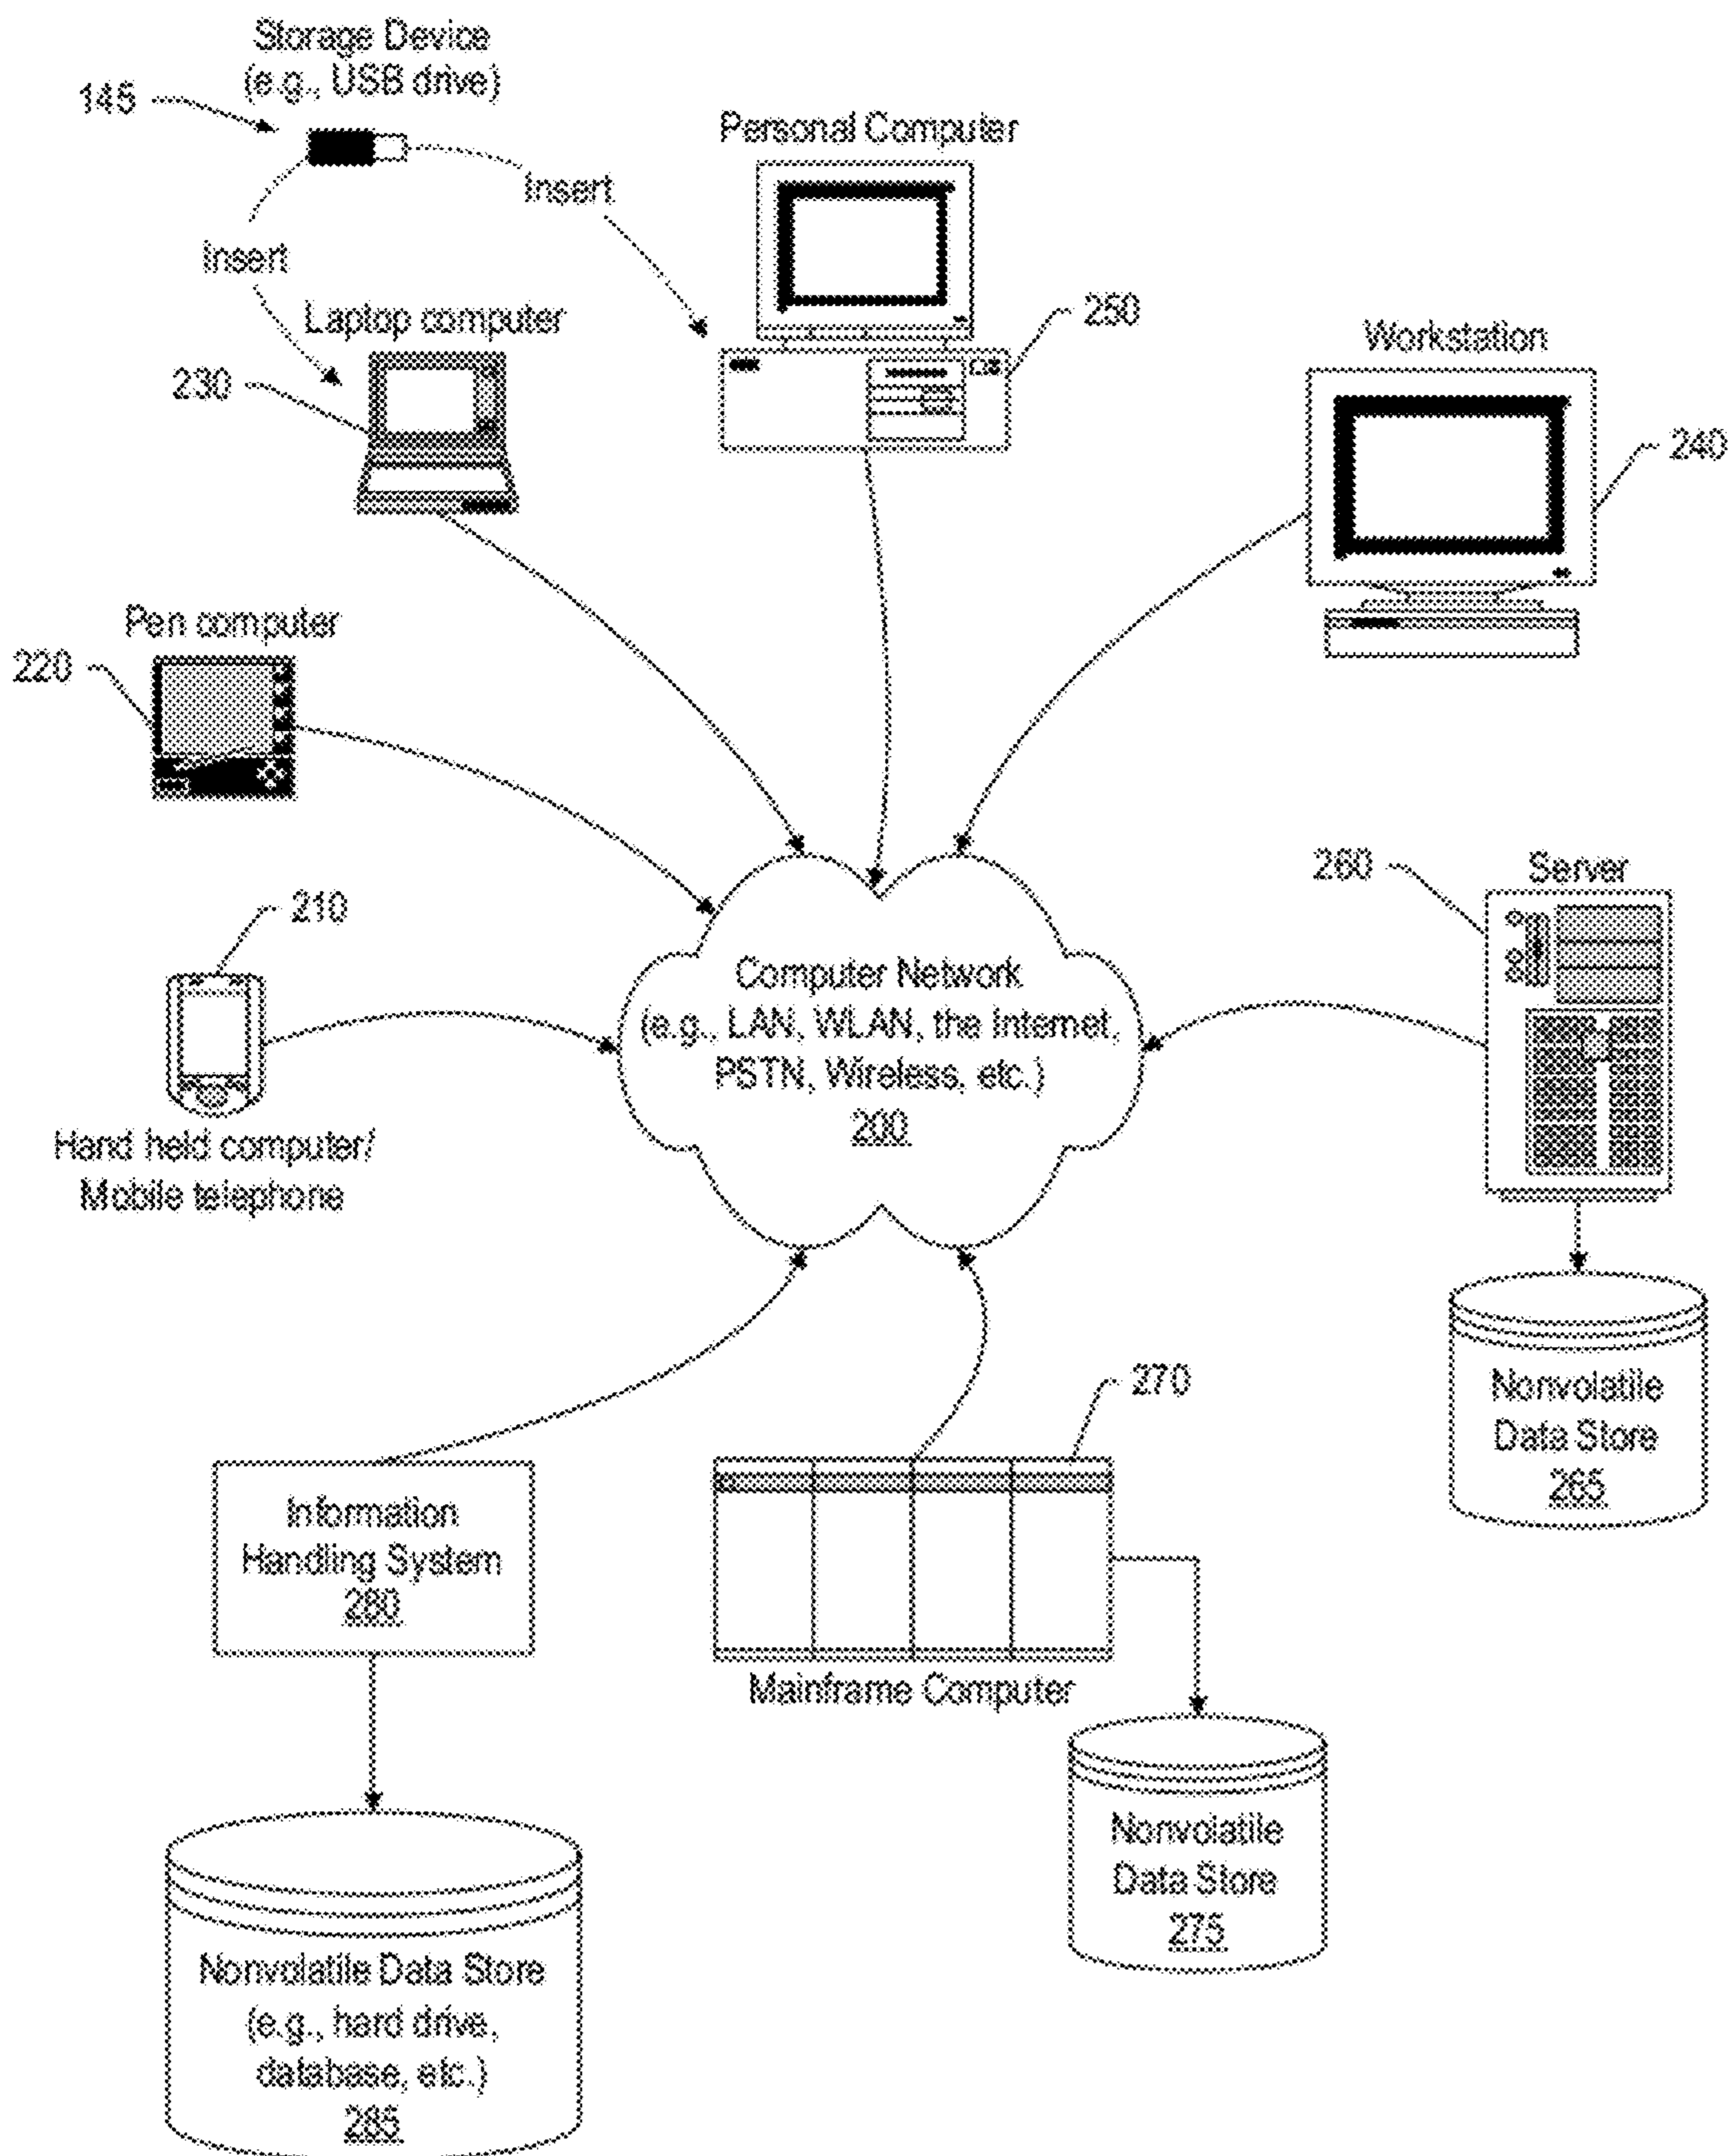 Storage Device
(e.g., USB drive)
145
Personal Computer
Insert
Insert
Laptop computer
250
Workstation
230
240
Pen computer
220
260
Server
210
Computer Network
(e.g., LAN, WLAN, the Internet,
PSTN, Wireless, etc.)
200
Hand held computer/
Mobile telephone
270
Nonvolatile
Data Store
265
Information
Handling System
280
Mainframe Computer
Nonvolatile
Data Store
275
Nonvolatile Data Store
(e.g., hard drive,
database, etc.)
285